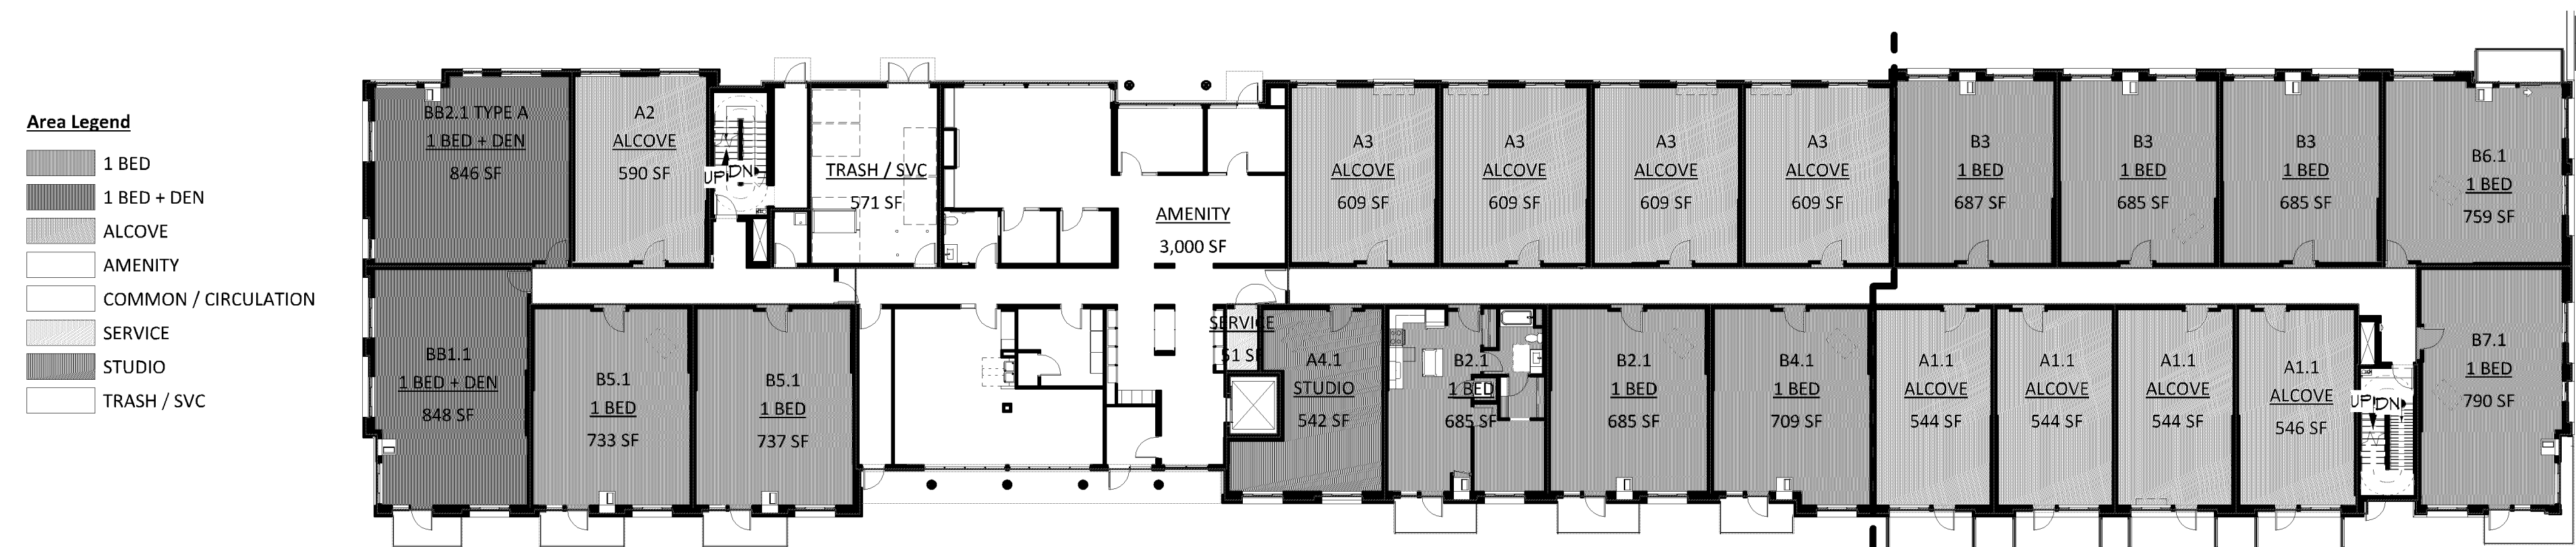 Area Legend
1 BED
1 BED + DEN
ALCOVE
AMENITY
COMMON / CIRCULATION
SERVICE
STUDIO
TRASH / SVC
BB2.1 TYPE A
1 BED + DEN
846 SF
A2
ALCOVE
590 SF
UP
DN
TRASH / SVC
571 SF
AMENITY
3,000 SF
A3
ALCOVE
609 SF
A3
ALCOVE
609 SF
A3
ALCOVE
609 SF
A3
ALCOVE
609 SF
B3
1 BED
687 SF
B3
1 BED
685 SF
B3
1 BED
685 SF
B6.1
1 BED
759 SF
BB1.1
1 BED + DEN
848 SF
B5.1
1 BED
733 SF
B5.1
1 BED
737 SF
SERVICE
51 SF
A4.1
STUDIO
542 SF
B2.1
1 BED
685 SF
B2.1
1 BED
685 SF
B4.1
1 BED
709 SF
A1.1
ALCOVE
544 SF
A1.1
ALCOVE
544 SF
A1.1
ALCOVE
544 SF
A1.1
ALCOVE
546 SF
UP
DN
B7.1
1 BED
790 SF